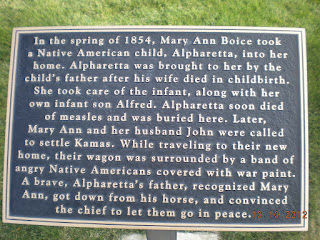 In the spring of 1854, Mary Ann Boice took
a Native American child, Alpharetta, into her
home. Alpharetta was brought to her by the
child's father after his wife died in childbirth.
She took care of the infant, along with her
own infant son Alfred. Alpharetta soon died
of measles and was buried here. Later,
Mary Ann and her husband John were called
to settle Kamas. While traveling to their new
home, their wagon was surrounded by a band of
angry Native Americans covered with war paint.
A brave, Alpharetta's father, recognized Mary
Ann, got down from his horse, and convinced
the chief to let them go in peace.